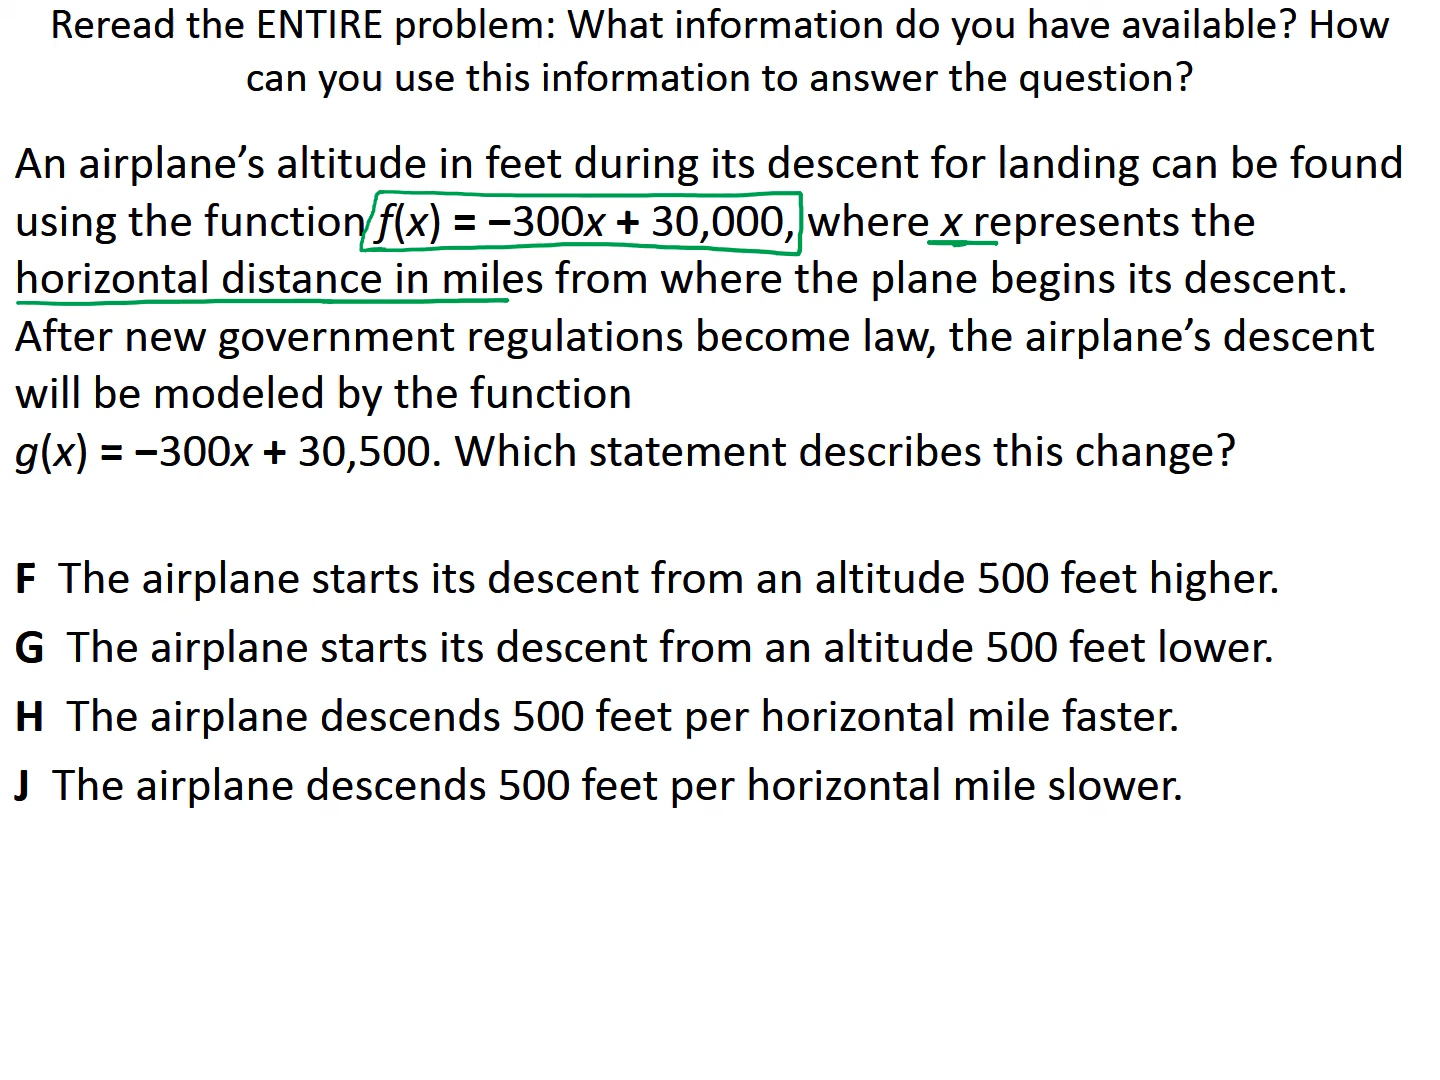 Reread the ENTIRE problem: What information do you have available? How
can you use this information to answer the question?
An airplane’s altitude in feet during its descent for landing can be found
using the function f(x) = −300x + 30,000, where x represents the
horizontal distance in miles from where the plane begins its descent.
After new government regulations become law, the airplane’s descent
will be modeled by the function
g(x) = −300x + 30,500. Which statement describes this change?
F The airplane starts its descent from an altitude 500 feet higher.
G The airplane starts its descent from an altitude 500 feet lower.
H The airplane descends 500 feet per horizontal mile faster.
J The airplane descends 500 feet per horizontal mile slower.